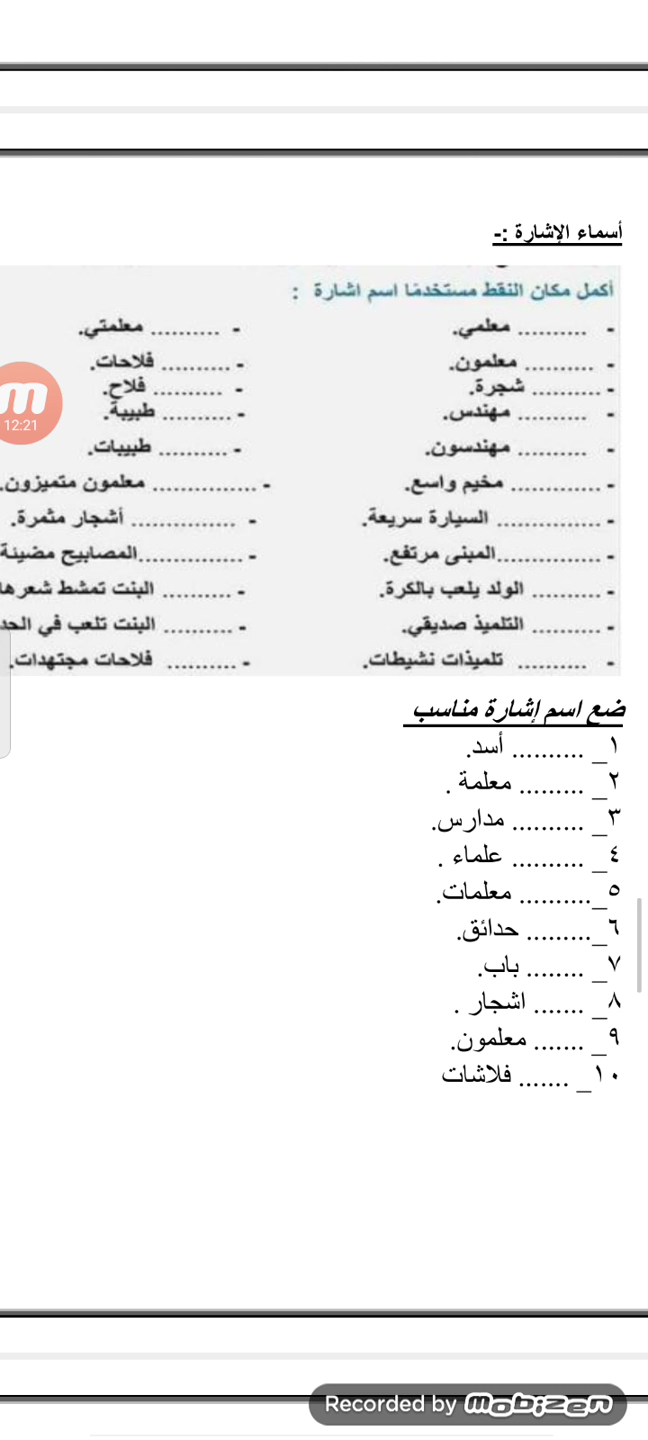 أسماء الإشارة :-
أكمل مكان النقط مستخدمًا اسم اشارة :
- .......... معلمي. - .......... معلمتي.
- .......... معلمون. - .......... فلاحات.
- .......... شجرة. - .......... فلاح.
- .......... مهندس. - .......... طبيبة.
- .......... مهندسون. - .......... طبيبات.
- ............. مخيم واسع. - ............... معلمون متميزون.
- ............... السيارة سريعة. - ............... أشجار مثمرة.
- ...............المبنى مرتفع. - ...............المصابيح مضيئة
- .......... الولد يلعب بالكرة. - .......... البنت تمشط شعرها
- .......... التلميذ صديقي. - .......... البنت تلعب في الحد
- .......... تلميذات نشيطات. - .......... فلاحات مجتهدات.
12:21
ضع اسم إشارة مناسب
١_ .......... أسد.
٢_ ......... معلمة .
٣_ .......... مدارس.
٤_ .......... علماء .
٥_.......... معلمات.
٦_......... حدائق.
٧_ ........ باب.
٨_ ....... اشجار .
٩_ ....... معلمون.
١٠_ ....... فلاشات
Recorded by mobizen